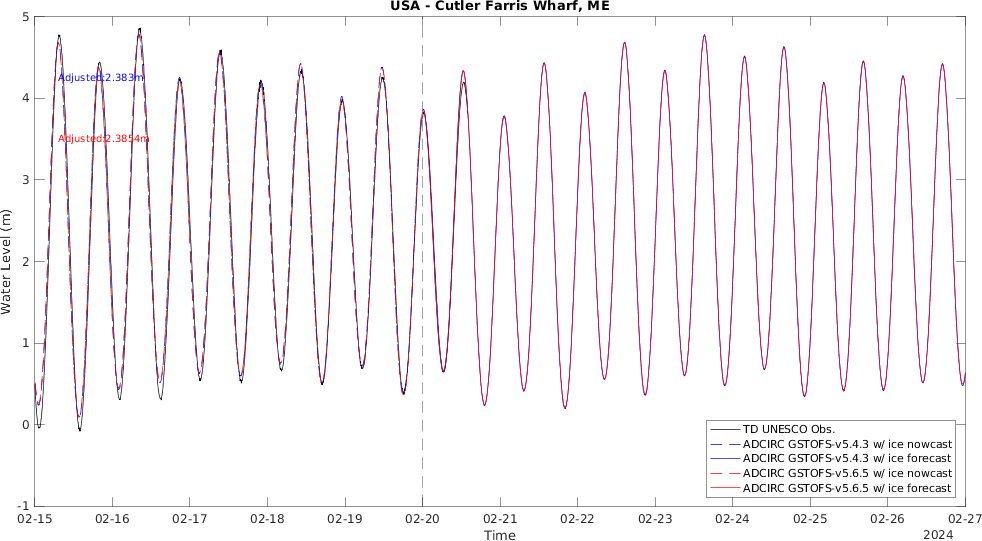 USA - Cutler Farris Wharf, ME
5
4
3
2
1
0
-1
Water Level (m)
Adjusted:2.383m
Adjusted:2.3854m
TD UNESCO Obs.
ADCIRC GSTOFS-v5.4.3 w/ ice nowcast
ADCIRC GSTOFS-v5.4.3 w/ ice forecast
ADCIRC GSTOFS-v5.6.5 w/ ice nowcast
ADCIRC GSTOFS-v5.6.5 w/ ice forecast
02-15 02-16 02-17 02-18 02-19 02-20 02-21 02-22 02-23 02-24 02-25 02-26 02-27
Time
2024